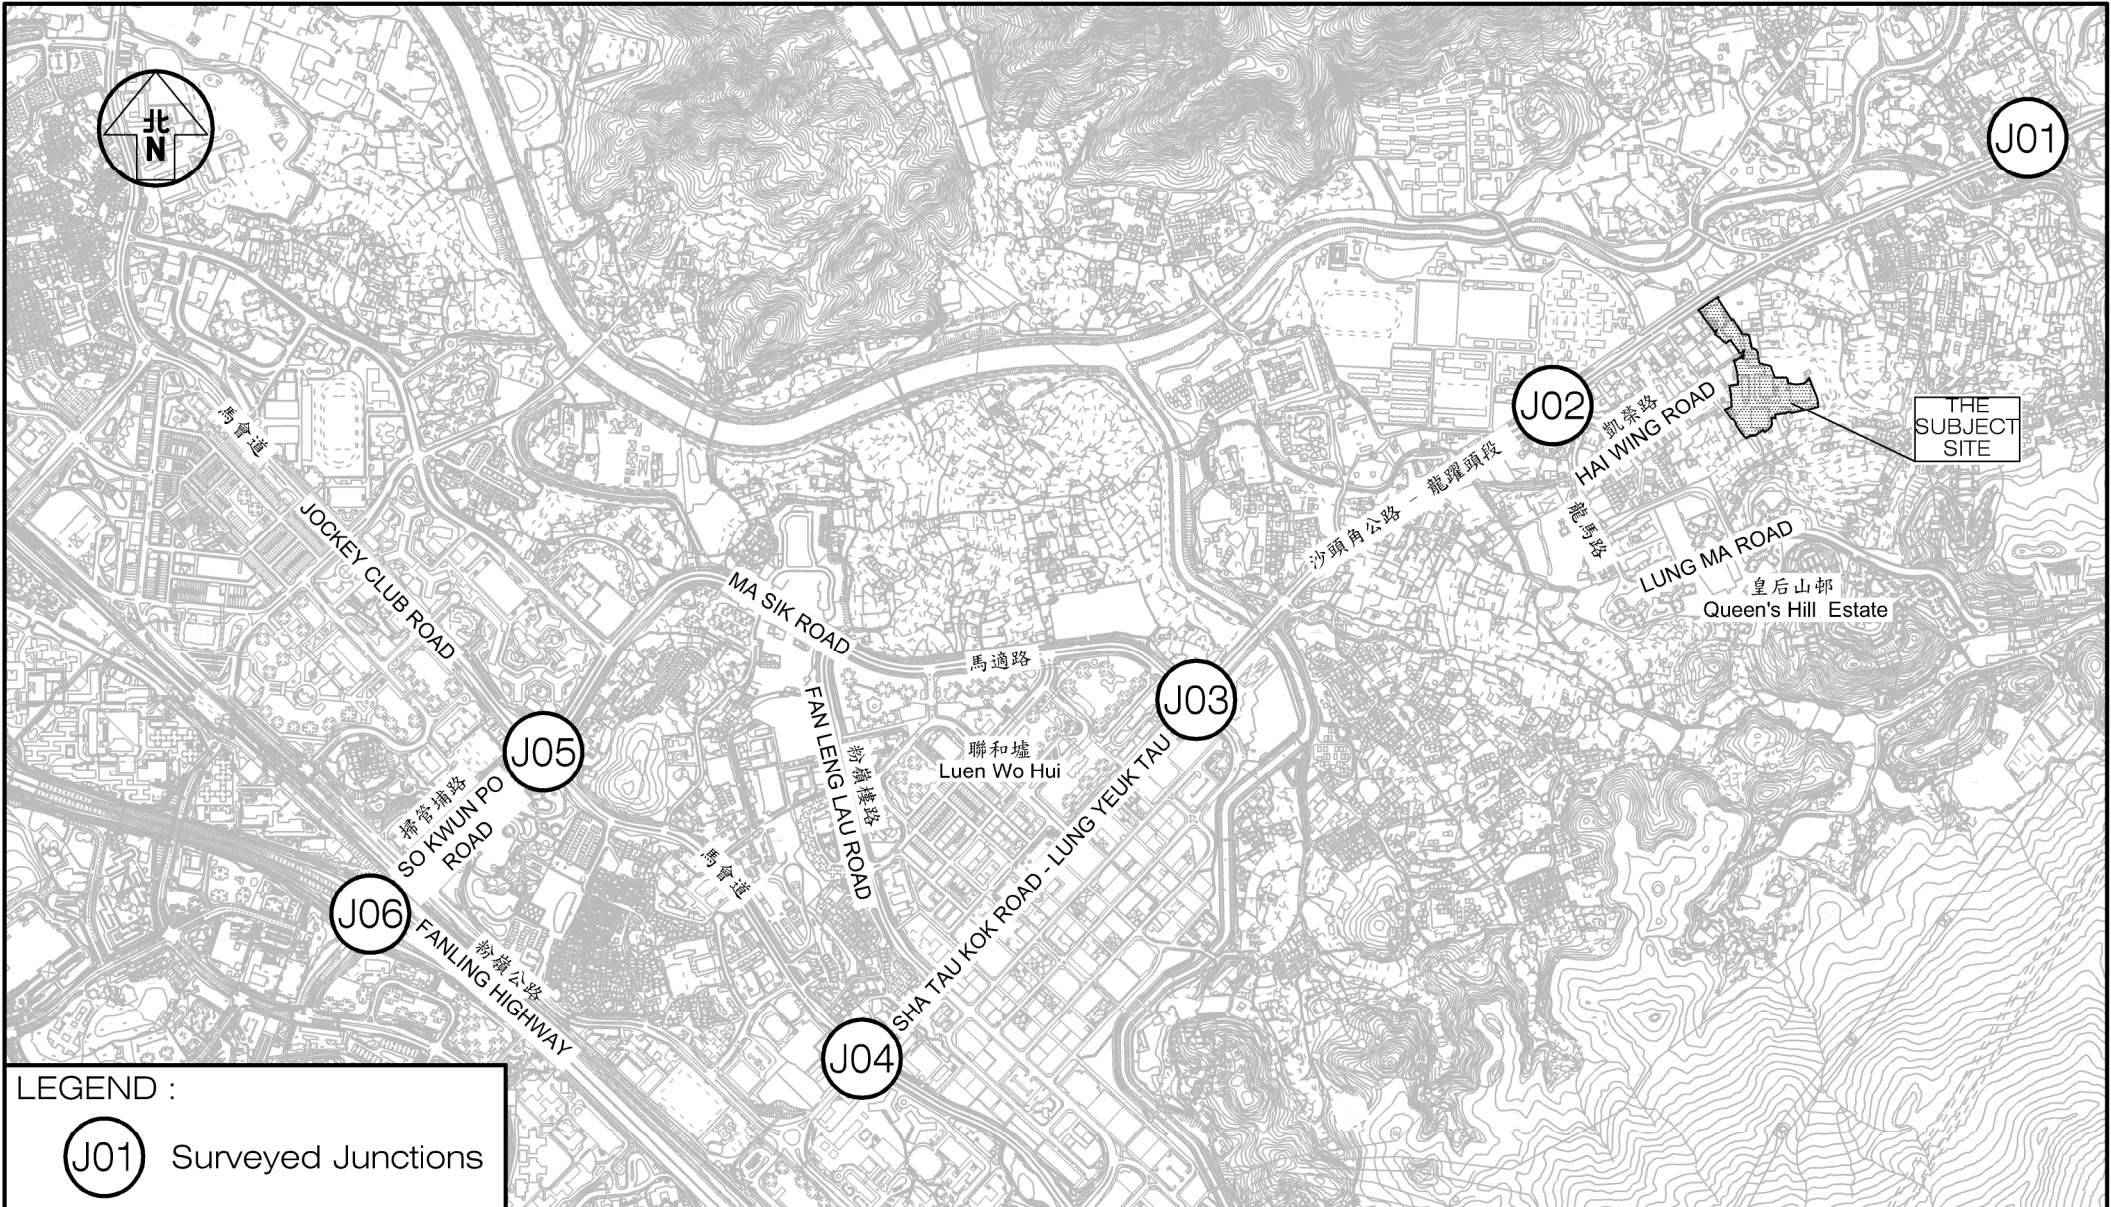 北
N
J01
J02
凱榮路
HAI WING ROAD
THE
SUBJECT
SITE
沙頭角公路 - 龍躍頭段
龍馬路
LUNG MA ROAD
皇后山邨
Queen's Hill Estate
馬會道
JOCKEY CLUB ROAD
MA SIK ROAD
馬適路
J03
FAN LENG LAU ROAD
粉嶺樓路
聯和墟
Luen Wo Hui
J05
掃管埔路
SO KWUN PO
ROAD
SHA TAU KOK ROAD - LUNG YEUK TAU
馬會道
J06
粉嶺公路
FANLING HIGHWAY
J04
LEGEND :
J01
Surveyed Junctions